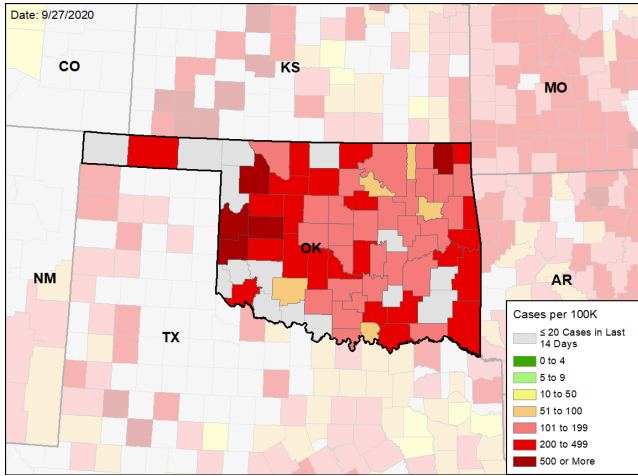 Date: 9/27/2020
CO
KS
MO
OK
NM
TX
AR
Cases per 100K
≤ 20 Cases in Last
14 Days
0 to 4
5 to 9
10 to 50
51 to 100
101 to 199
200 to 499
500 or More